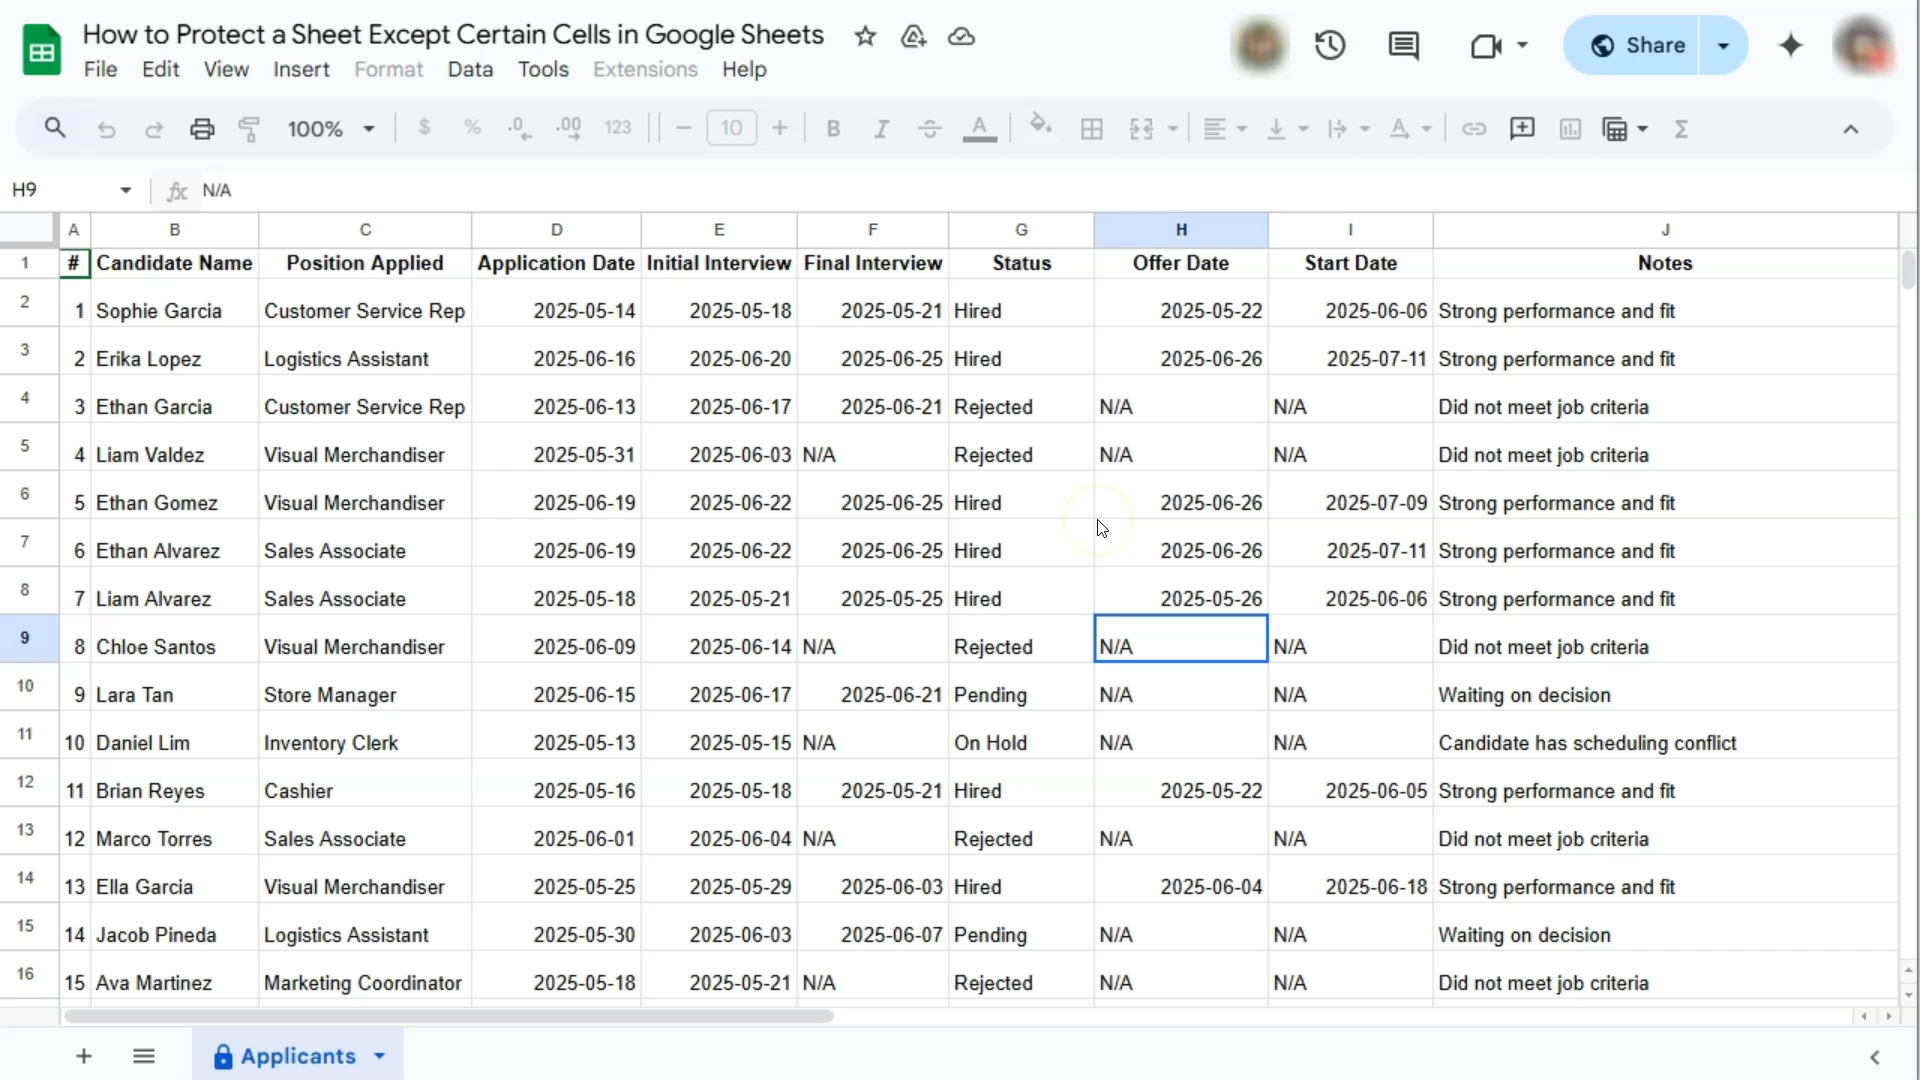 How to Protect a Sheet Except Certain Cells in Google Sheets
File Edit View Insert Format Data Tools Extensions Help
Share
100% $ % .0 .00 123 10 B I S A A Σ
H9 fx N/A
A B C D E F G H I J
1 # Candidate Name Position Applied Application Date Initial Interview Final Interview Status Offer Date Start Date Notes
2 1 Sophie Garcia Customer Service Rep 2025-05-14 2025-05-18 2025-05-21 Hired 2025-05-22 2025-06-06 Strong performance and fit
3 2 Erika Lopez Logistics Assistant 2025-06-16 2025-06-20 2025-06-25 Hired 2025-06-26 2025-07-11 Strong performance and fit
4 3 Ethan Garcia Customer Service Rep 2025-06-13 2025-06-17 2025-06-21 Rejected N/A N/A Did not meet job criteria
5 4 Liam Valdez Visual Merchandiser 2025-05-31 2025-06-03 N/A Rejected N/A N/A Did not meet job criteria
6 5 Ethan Gomez Visual Merchandiser 2025-06-19 2025-06-22 2025-06-25 Hired 2025-06-26 2025-07-09 Strong performance and fit
7 6 Ethan Alvarez Sales Associate 2025-06-19 2025-06-22 2025-06-25 Hired 2025-06-26 2025-07-11 Strong performance and fit
8 7 Liam Alvarez Sales Associate 2025-05-18 2025-05-21 2025-05-25 Hired 2025-05-26 2025-06-06 Strong performance and fit
9 8 Chloe Santos Visual Merchandiser 2025-06-09 2025-06-14 N/A Rejected N/A N/A Did not meet job criteria
10 9 Lara Tan Store Manager 2025-06-15 2025-06-17 2025-06-21 Pending N/A N/A Waiting on decision
11 10 Daniel Lim Inventory Clerk 2025-05-13 2025-05-15 N/A On Hold N/A N/A Candidate has scheduling conflict
12 11 Brian Reyes Cashier 2025-05-16 2025-05-18 2025-05-21 Hired 2025-05-22 2025-06-05 Strong performance and fit
13 12 Marco Torres Sales Associate 2025-06-01 2025-06-04 N/A Rejected N/A N/A Did not meet job criteria
14 13 Ella Garcia Visual Merchandiser 2025-05-25 2025-05-29 2025-06-03 Hired 2025-06-04 2025-06-18 Strong performance and fit
15 14 Jacob Pineda Logistics Assistant 2025-05-30 2025-06-03 2025-06-07 Pending N/A N/A Waiting on decision
16 15 Ava Martinez Marketing Coordinator 2025-05-18 2025-05-21 N/A Rejected N/A N/A Did not meet job criteria
Applicants